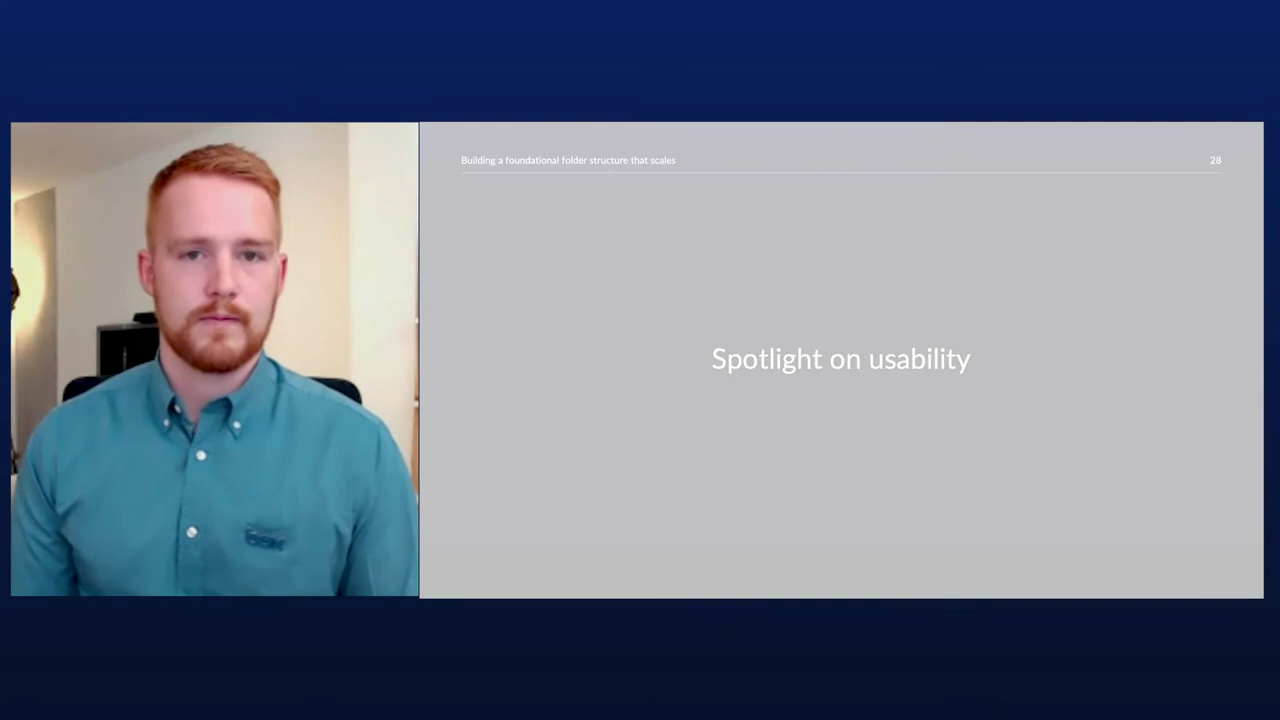 Building a foundational folder structure that scales
28
Spotlight on usability